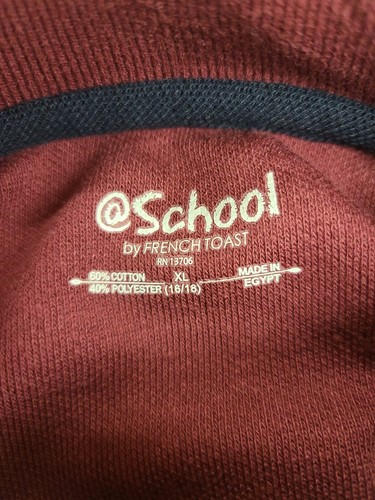 @School
by FRENCH TOAST
RN 13706
60% COTTON XL MADE IN
40% POLYESTER (16/18) EGYPT